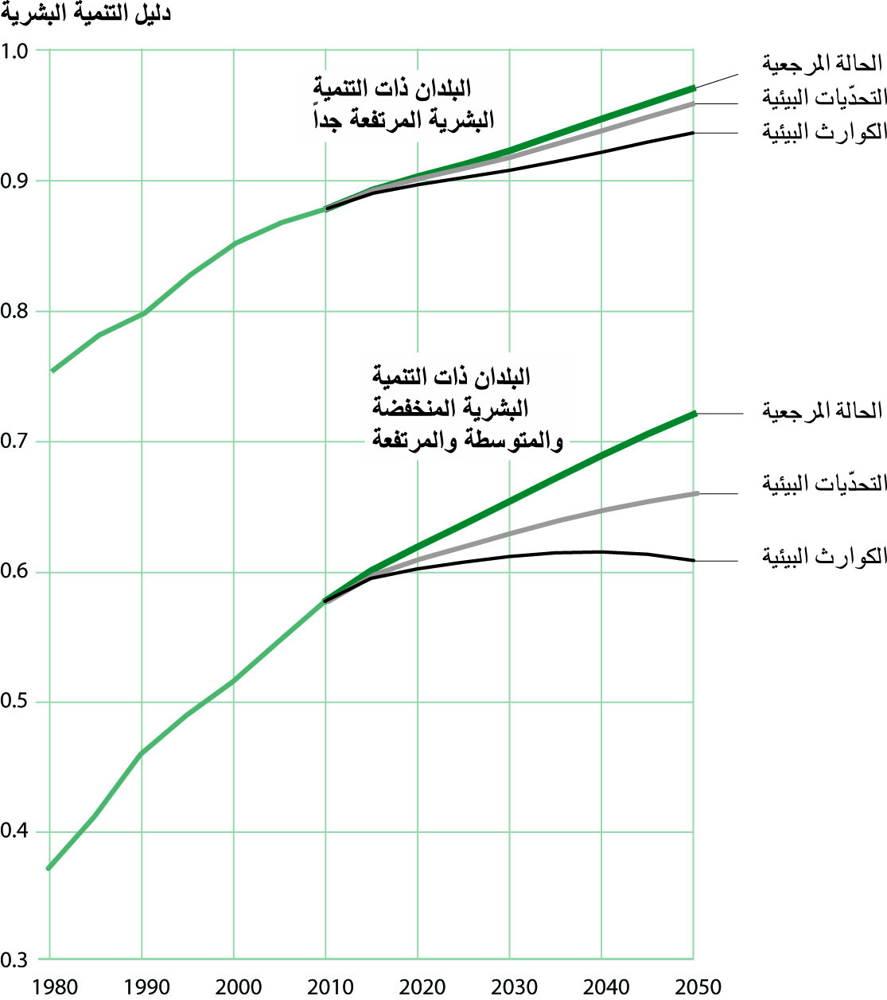 دليل التنمية البشرية
1.0
0.9
0.8
0.7
0.6
0.5
0.4
0.3
البلدان ذات التنمية
البشرية المرتفعة جداً
الحالة المرجعية
التحدّيات البيئية
الكوارث البيئية
البلدان ذات التنمية
البشرية المنخفضة
والمتوسطة والمرتفعة
الحالة المرجعية
التحدّيات البيئية
الكوارث البيئية
1980 1990 2000 2010 2020 2030 2040 2050